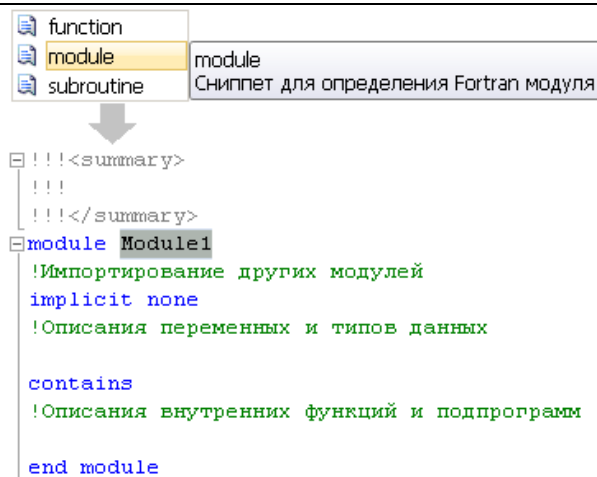 function
module
subroutine
module
Сниппет для определения Fortran модуля
!!!<summary>
!!!
!!!</summary>
module Module1
!Импортирование других модулей
implicit none
!Описания переменных и типов данных
contains
!Описания внутренних функций и подпрограмм
end module